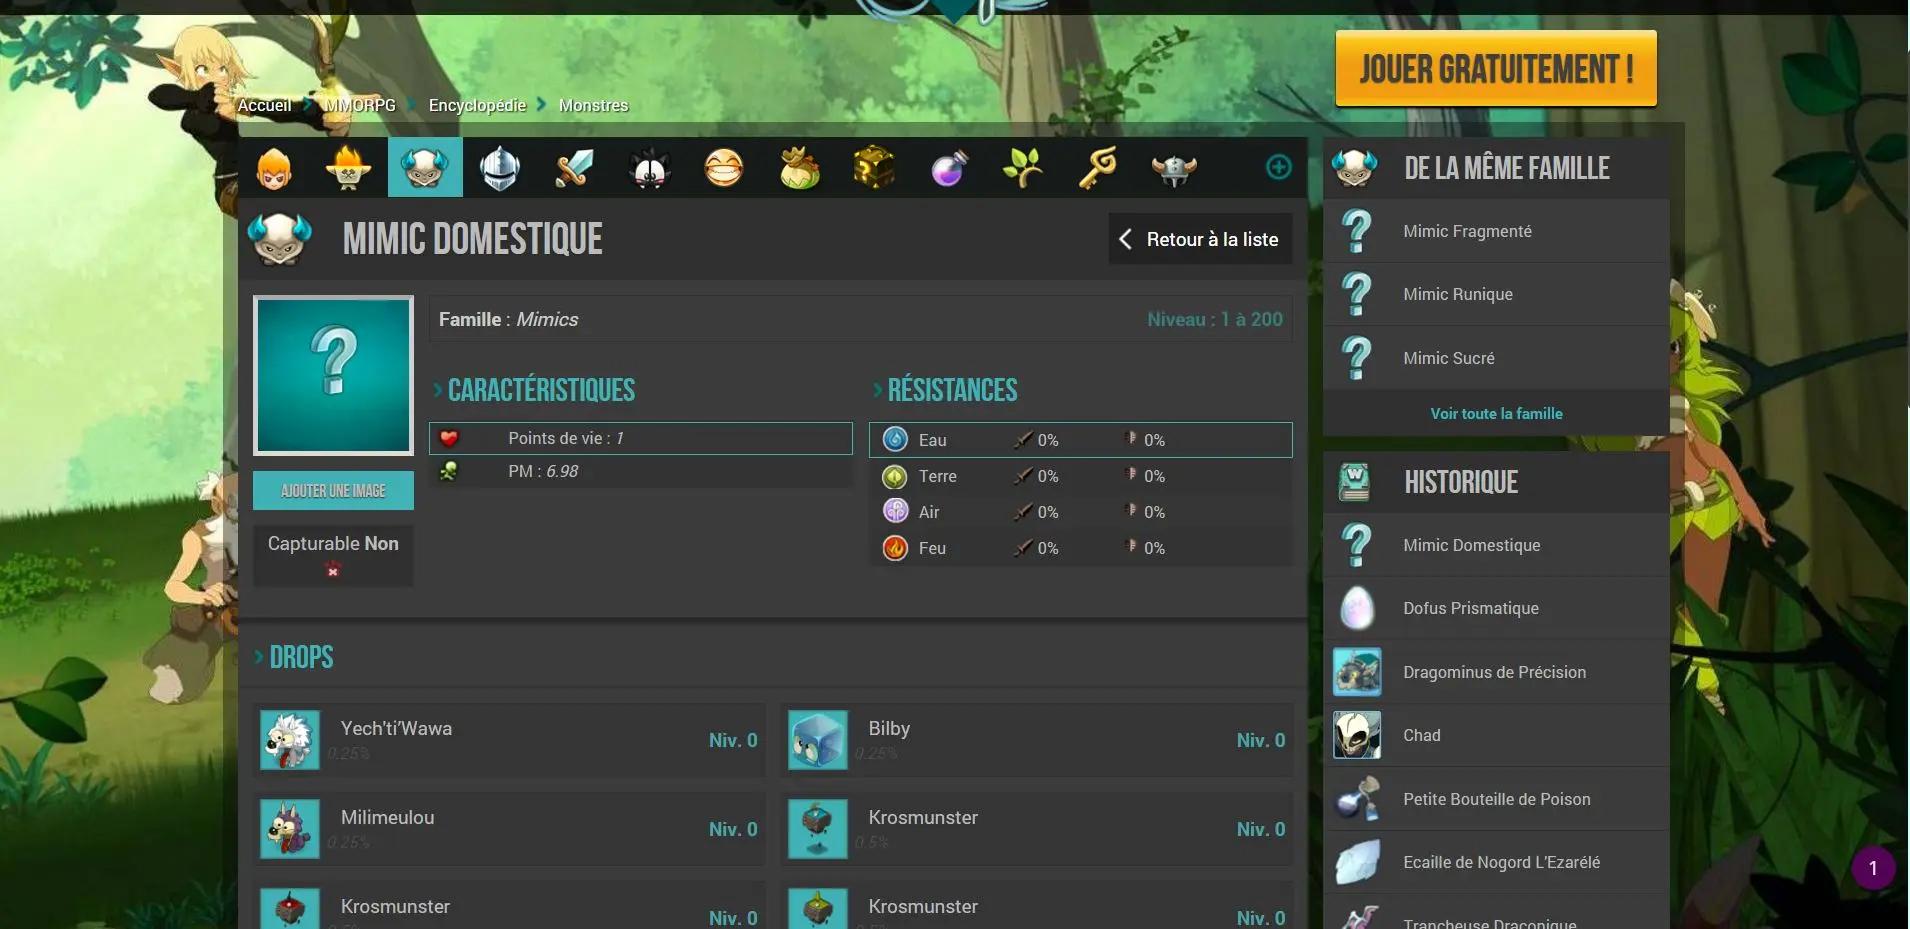 JOUER GRATUITEMENT !
Accueil MMORPG Encyclopédie Monstres
MIMIC DOMESTIQUE
Retour à la liste
Famille : Mimics
Niveau : 1 à 200
CARACTÉRISTIQUES
Points de vie : 1
PM : 6.98
RÉSISTANCES
Eau 0% 0%
Terre 0% 0%
Air 0% 0%
Feu 0% 0%
AJOUTER UNE IMAGE
Capturable Non
DROPS
Yech'ti'Wawa
0.25%
Niv. 0
Bilby
0.25%
Niv. 0
Milimeulou
0.25%
Niv. 0
Krosmunster
0.5%
Niv. 0
Krosmunster
Niv. 0
Krosmunster
Niv. 0
DE LA MÊME FAMILLE
Mimic Fragmenté
Mimic Runique
Mimic Sucré
Voir toute la famille
HISTORIQUE
Mimic Domestique
Dofus Prismatique
Dragominus de Précision
Chad
Petite Bouteille de Poison
Ecaille de Nogord L'Ezarélé
Trancheuse Draconique
1